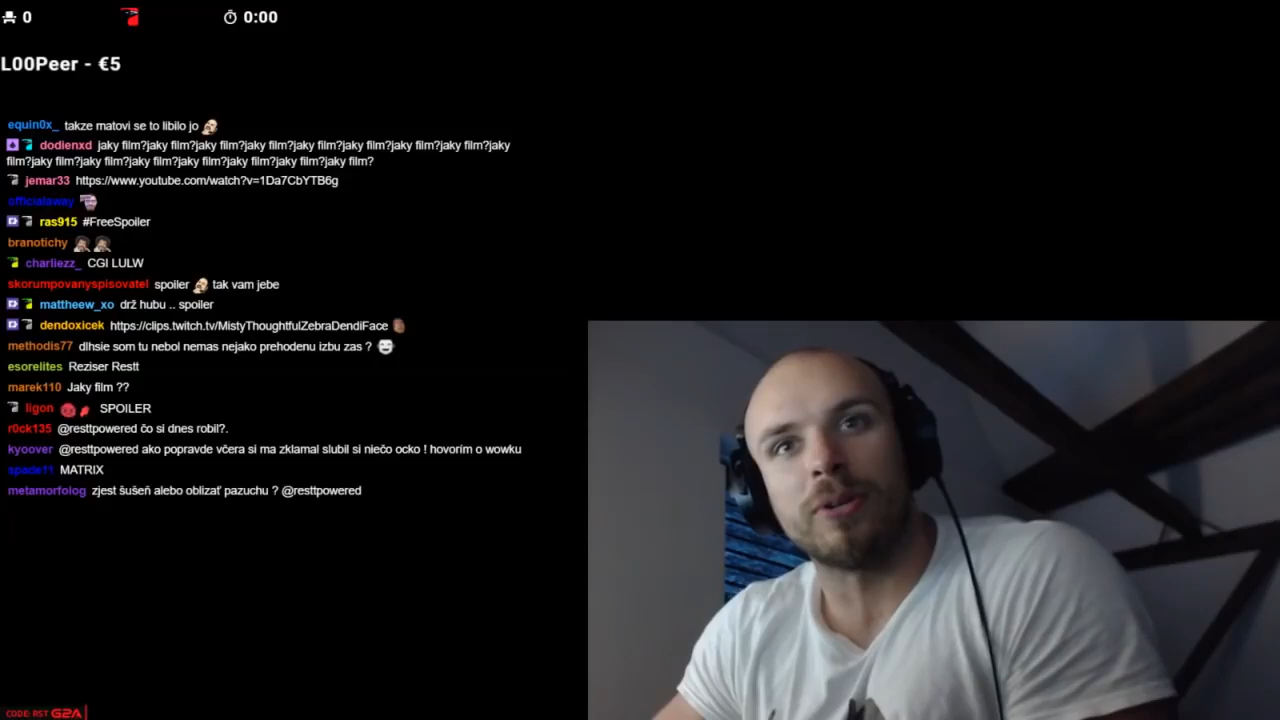 0
0:00
L00Peer - €5
equin0x_ takze matovi se to libilo jo
dodienxd jaky film?jaky film?jaky film?jaky film?jaky film?jaky film?jaky film?jaky film?jaky
film?jaky film?jaky film?jaky film?jaky film?jaky film?jaky film?jaky film?
jemar33 https://www.youtube.com/watch?v=1Da7CbYTB6g
officialaway
ras915 #FreeSpoiler
branotichy
charliezz_ CGI LULW
skorumpovanyspisovatel spoiler tak vam jebe
mattheew_xo drž hubu .. spoiler
dendoxicek https://clips.twitch.tv/MistyThoughtfulZebraDendiFace
methodis77 dlhsie som tu nebol nemas nejako prehodenu izbu zas ?
esorelites Reziser Restt
marek110 Jaky film ??
ligon SPOILER
r0ck135 @resttpowered čo si dnes robil?.
kyoover @resttpowered ako popravde včera si ma zklamal slubil si niečo ocko ! hovorím o wowku
spade11 MATRIX
metamorfolog zjest šušeň alebo oblizať pazuchu ? @resttpowered
CODE: RST G2A